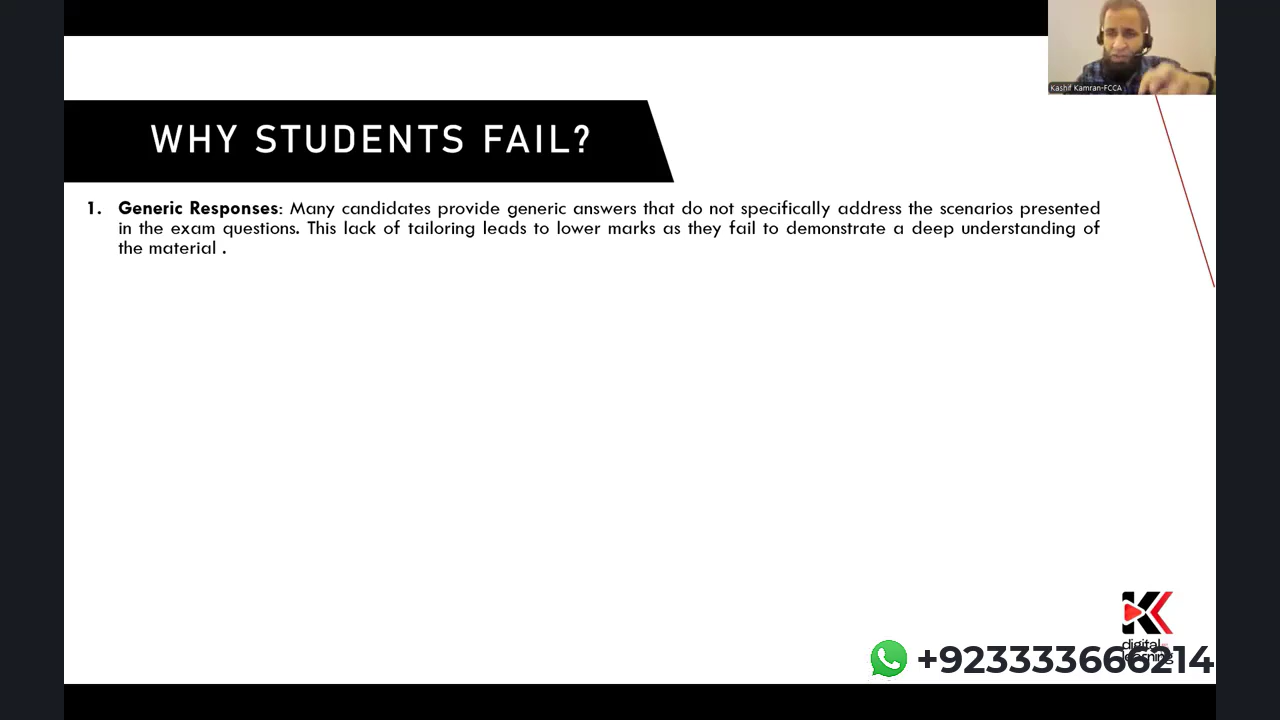 Kashif Kamran-FCCA
WHY STUDENTS FAIL?
1. Generic Responses: Many candidates provide generic answers that do not specifically address the scenarios presented
in the exam questions. This lack of tailoring leads to lower marks as they fail to demonstrate a deep understanding of
the material .
digital
learning
+923333666214